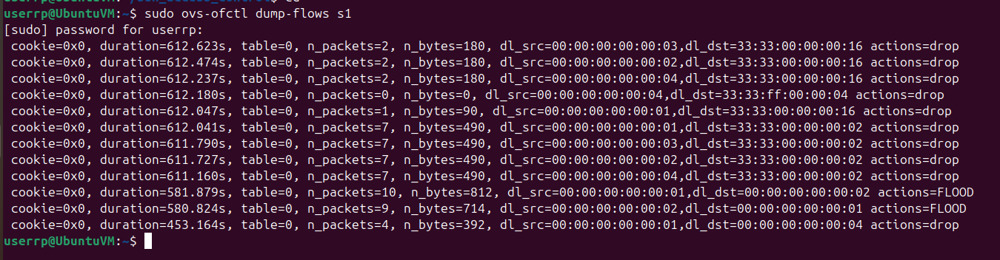 userrp@UbuntuVM:~$ sudo ovs-ofctl dump-flows s1
[sudo] password for userrp:
 cookie=0x0, duration=612.623s, table=0, n_packets=2, n_bytes=180, dl_src=00:00:00:00:00:03,dl_dst=33:33:00:00:00:16 actions=drop
 cookie=0x0, duration=612.474s, table=0, n_packets=2, n_bytes=180, dl_src=00:00:00:00:00:02,dl_dst=33:33:00:00:00:16 actions=drop
 cookie=0x0, duration=612.237s, table=0, n_packets=2, n_bytes=180, dl_src=00:00:00:00:00:04,dl_dst=33:33:00:00:00:16 actions=drop
 cookie=0x0, duration=612.180s, table=0, n_packets=0, n_bytes=0, dl_src=00:00:00:00:00:04,dl_dst=33:33:ff:00:00:04 actions=drop
 cookie=0x0, duration=612.047s, table=0, n_packets=1, n_bytes=90, dl_src=00:00:00:00:00:01,dl_dst=33:33:00:00:00:16 actions=drop
 cookie=0x0, duration=612.041s, table=0, n_packets=7, n_bytes=490, dl_src=00:00:00:00:00:01,dl_dst=33:33:00:00:00:02 actions=drop
 cookie=0x0, duration=611.790s, table=0, n_packets=7, n_bytes=490, dl_src=00:00:00:00:00:03,dl_dst=33:33:00:00:00:02 actions=drop
 cookie=0x0, duration=611.727s, table=0, n_packets=7, n_bytes=490, dl_src=00:00:00:00:00:02,dl_dst=33:33:00:00:00:02 actions=drop
 cookie=0x0, duration=611.160s, table=0, n_packets=7, n_bytes=490, dl_src=00:00:00:00:00:04,dl_dst=33:33:00:00:00:02 actions=drop
 cookie=0x0, duration=581.879s, table=0, n_packets=10, n_bytes=812, dl_src=00:00:00:00:00:01,dl_dst=00:00:00:00:00:02 actions=FLOOD
 cookie=0x0, duration=580.824s, table=0, n_packets=9, n_bytes=714, dl_src=00:00:00:00:00:02,dl_dst=00:00:00:00:00:01 actions=FLOOD
 cookie=0x0, duration=453.164s, table=0, n_packets=4, n_bytes=392, dl_src=00:00:00:00:00:01,dl_dst=00:00:00:00:00:04 actions=drop
userrp@UbuntuVM:~$